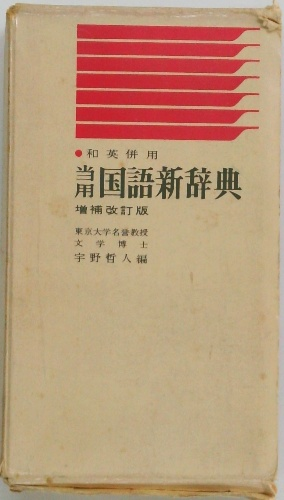 ●和英併用
当用国語新辞典
増補改訂版
東京大学名誉教授
文学博士
宇野哲人編